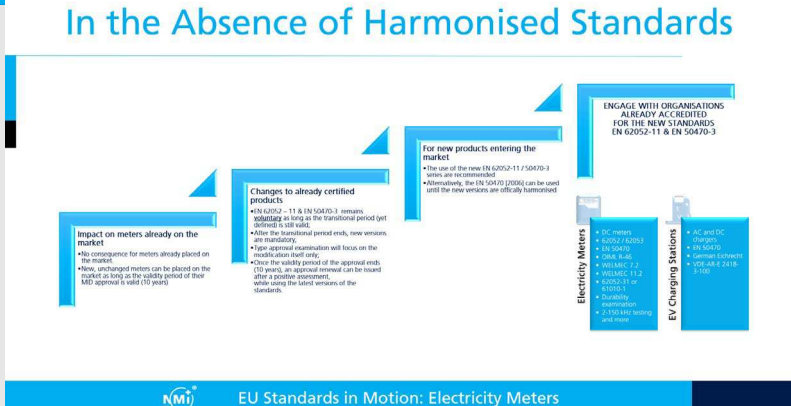 In the Absence of Harmonised Standards
Impact on meters already on the
market
•No consequence for meters already placed on
the market.
•New, unchanged meters can be placed on the
market as long as the validity period of their
MID approval is valid (10 years)
Changes to already certified
products
•EN 62052 – 11 & EN 50470-3 remains
voluntary as long as the transitional period (yet
defined) is still valid;
•After the transitional period ends, new versions
are mandatory;
•Type approval examination will focus on the
modification itself only;
•Once the validity period of the approval ends
(10 years), an approval renewal can be issued
after a positive assessment,
while using the latest versions of the
standards.
For new products entering the
market
•The use of the new EN 62052-11 / 50470-3
series are recommended
•Alternatively, the EN 50470 [2006] can be used
until the new versions are offically harmonised
ENGAGE WITH ORGANISATIONS
ALREADY ACCREDITED
FOR THE NEW STANDARDS
EN 62052-11 & EN 50470-3
Electricity Meters
• DC meters
• 62052 / 62053
• EN 50470
• OIML R-46
• WELMEC 7.2
• WELMEC 11.2
• 62052-31 or
61010-1
• Durability
examination
• 2-150 kHz testing
and more
EV Charging Stations
• AC and DC
chargers
• EN 50470
• German Eichrecht
• VDE-AR-E 2418-
3-100
NMi
EU Standards in Motion: Electricity Meters